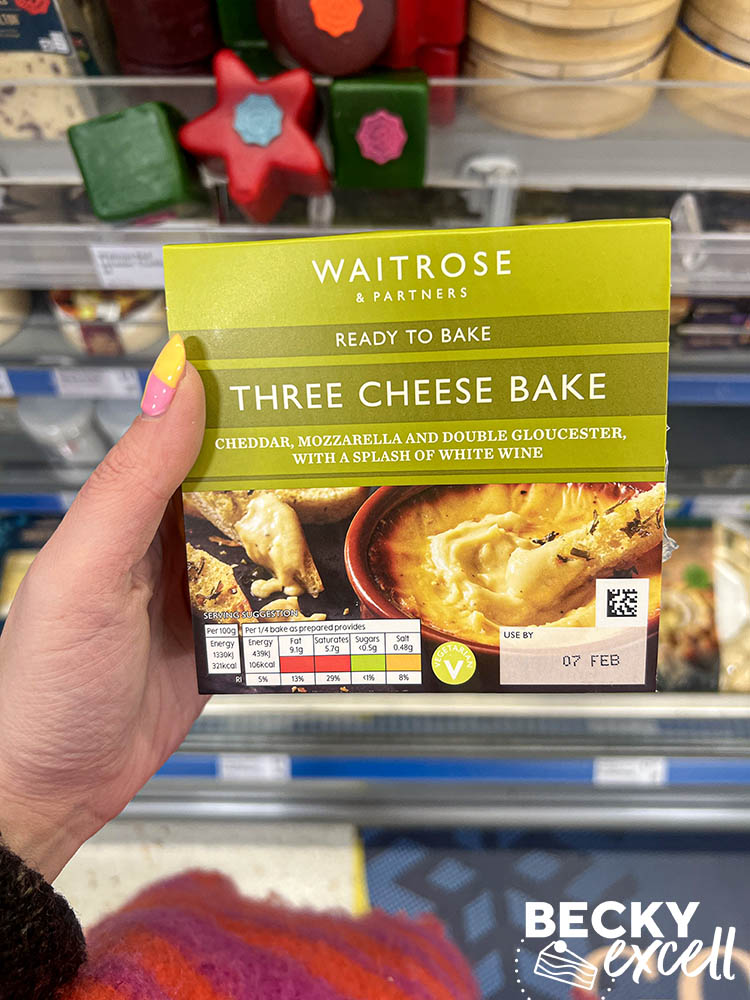 WAITROSE
& PARTNERS
READY TO BAKE
THREE CHEESE BAKE
CHEDDAR, MOZZARELLA AND DOUBLE GLOUCESTER,
WITH A SPLASH OF WHITE WINE
SERVING SUGGESTION
Per 100g Per 1/4 bake as prepared provides
Energy Energy Fat Saturates Sugars Salt
1330kJ 439kJ 9.1g 5.7g <0.5g 0.48g
321kcal 106kcal
RI 5% 13% 29% <1% 8%
VEGETARIAN
V
USE BY
07 FEB
BECKY
excell